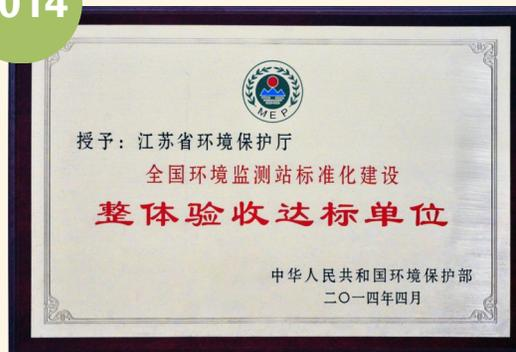 014
MEP
授予：江苏省环境保护厅
全国环境监测站标准化建设
整体验收达标单位
中华人民共和国环境保护部
二〇一四年四月